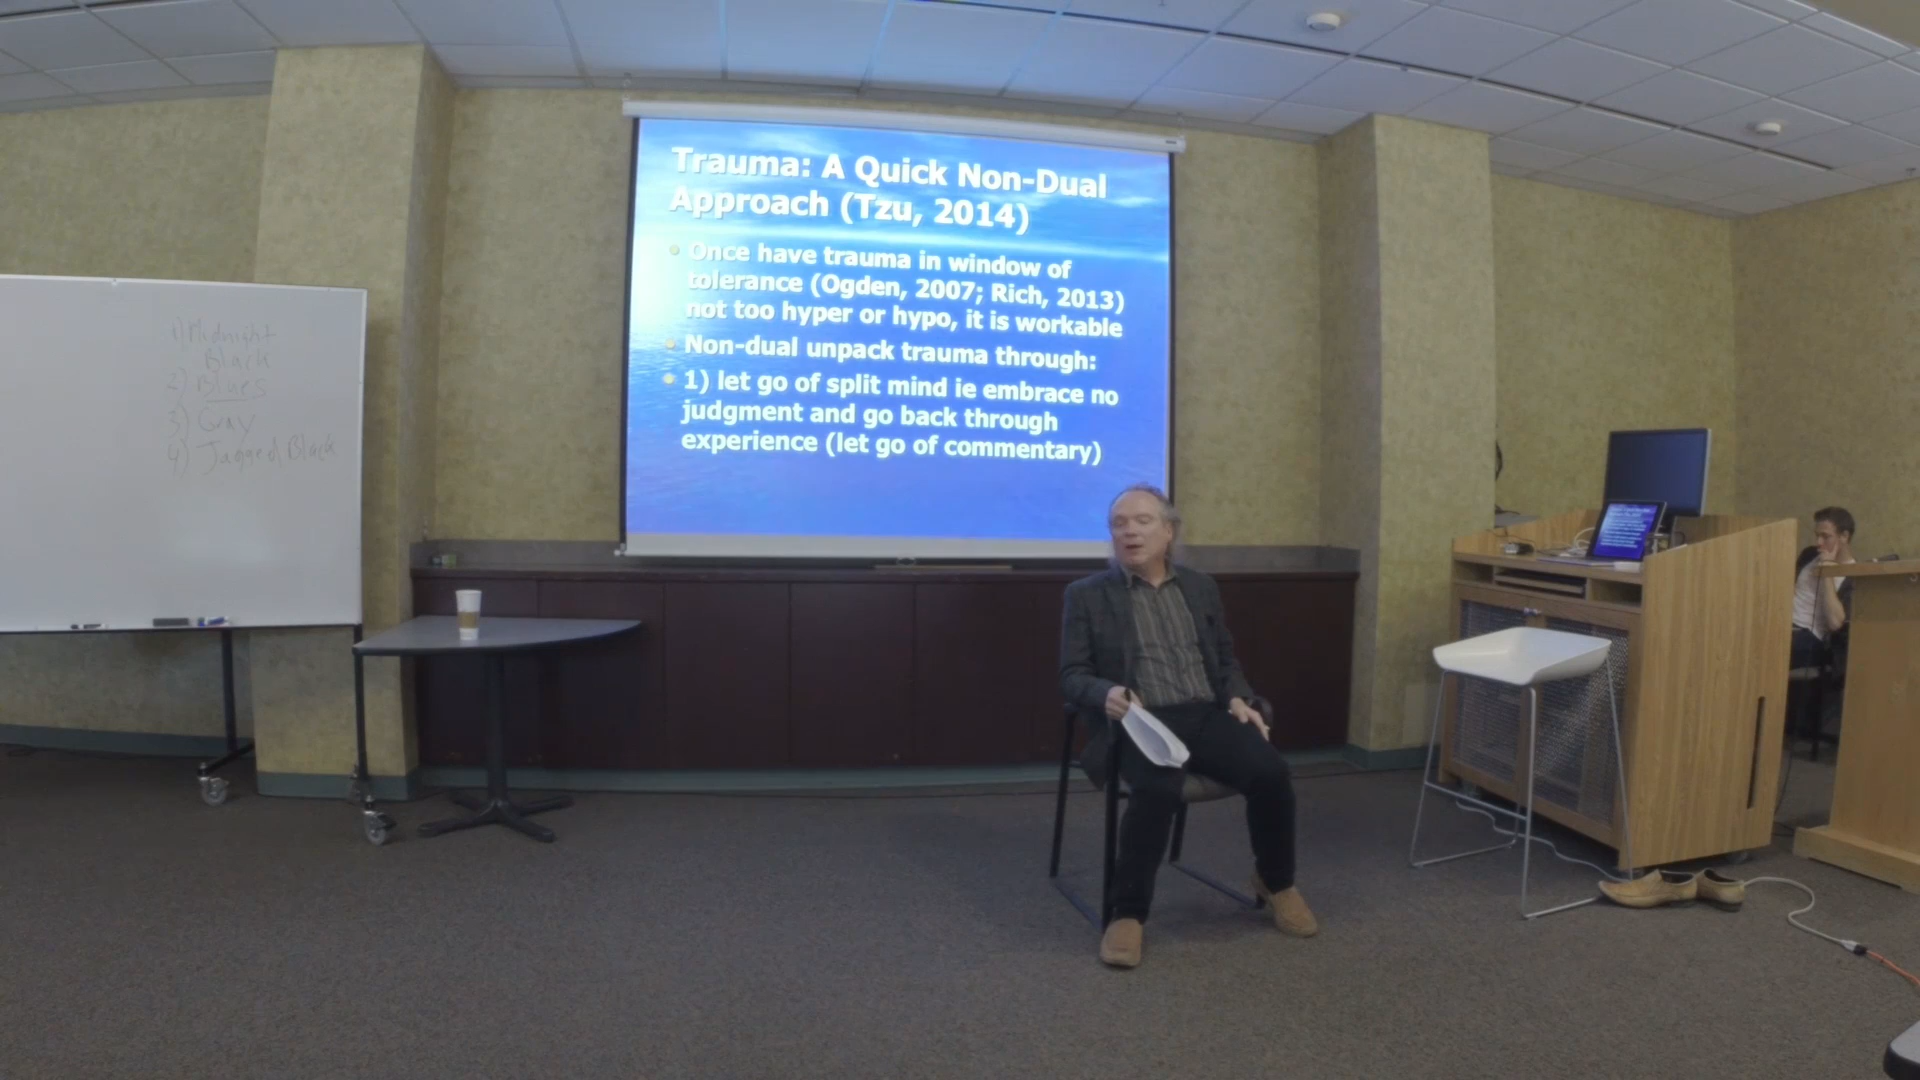 1) Midnight
Black
2) Blues
3) Gray
4) Jagged Black
Trauma: A Quick Non-Dual
Approach (Tzu, 2014)
Once have trauma in window of
tolerance (Ogden, 2007; Rich, 2013)
not too hyper or hypo, it is workable
Non-dual unpack trauma through:
1) let go of split mind ie embrace no
judgment and go back through
experience (let go of commentary)